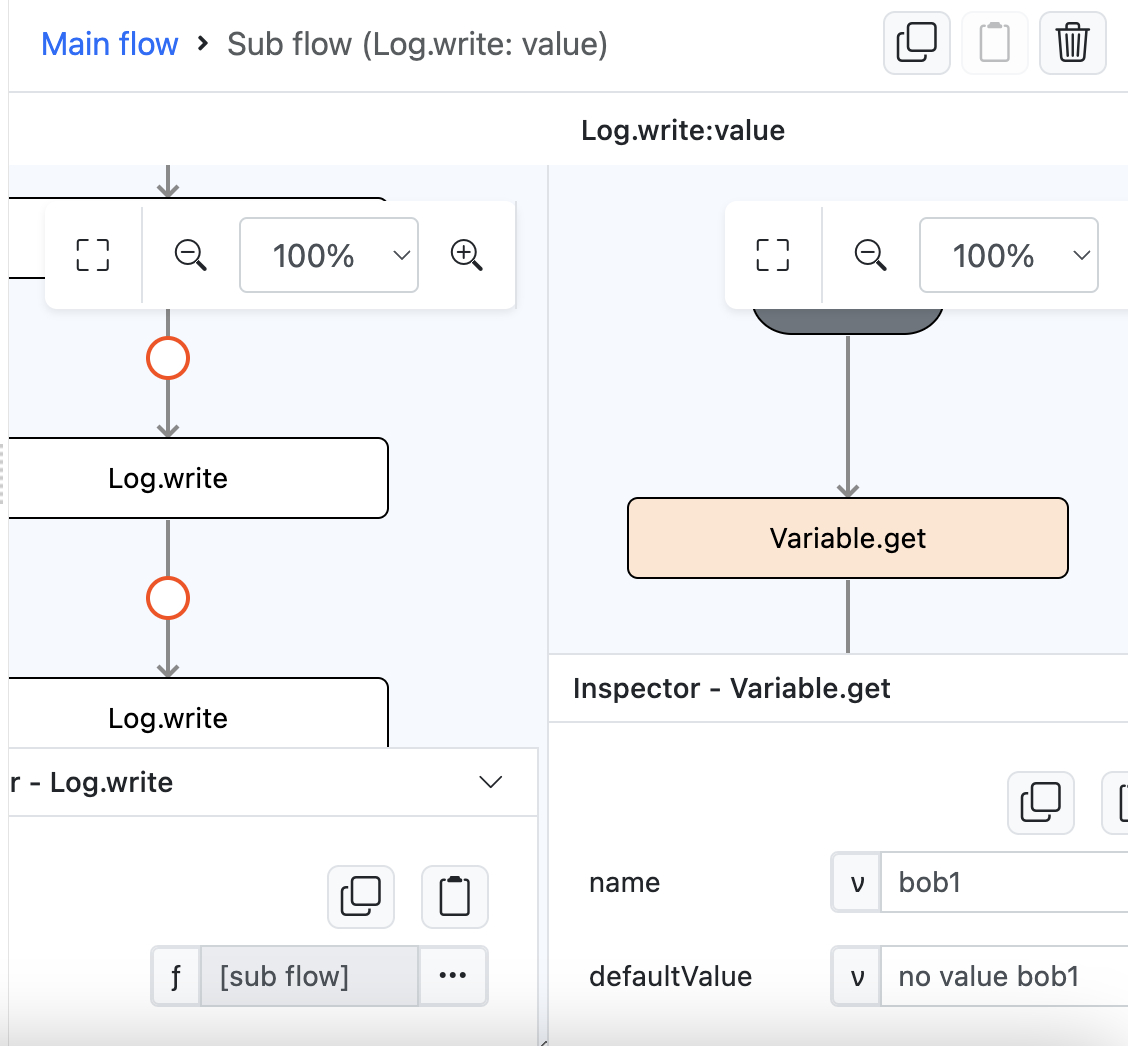 Main flow › Sub flow (Log.write: value)
Log.write:value
100%
100%
Log.write
Log.write
r - Log.write
ƒ [sub flow] •••
Variable.get
Inspector - Variable.get
name ν bob1
defaultValue ν no value bob1